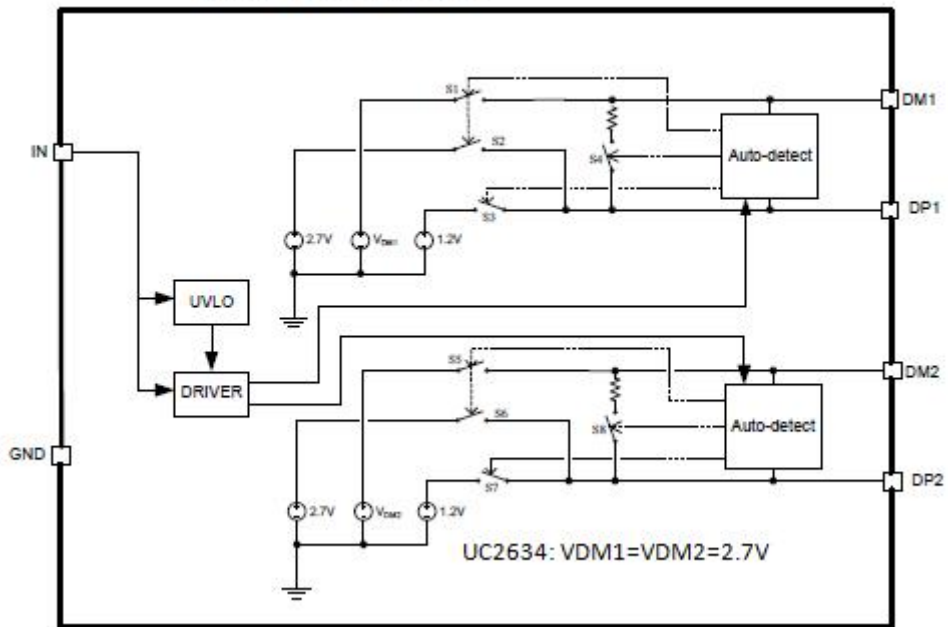 S1
DM1
S2
IN
S4
Auto-detect
S3
DP1
2.7V
VDM1
1.2V
UVLO
S5
DM2
DRIVER
S6
S8
Auto-detect
GND
S7
DP2
2.7V
VDM2
1.2V
UC2634: VDM1=VDM2=2.7V